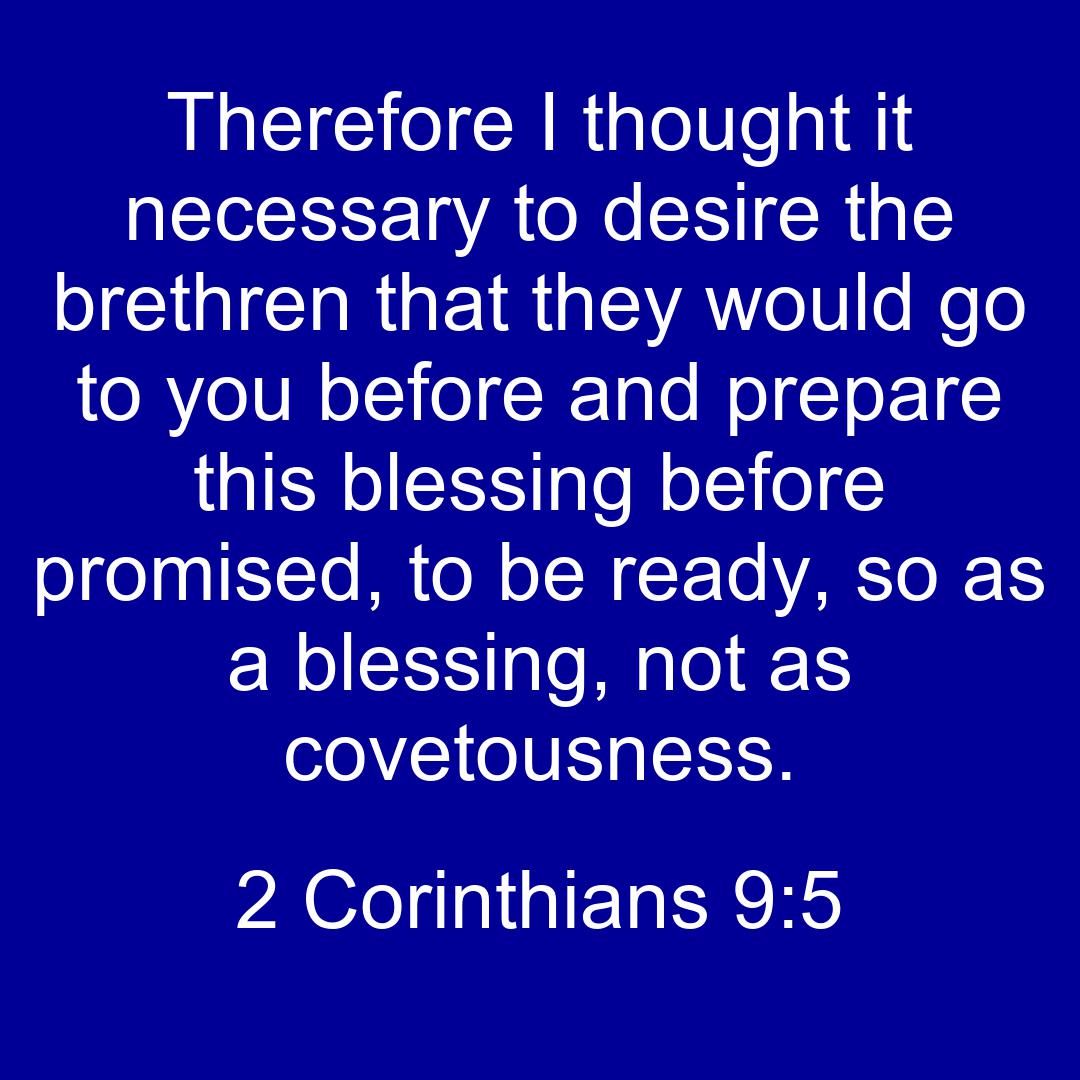 Therefore I thought it
necessary to desire the
brethren that they would go
to you before and prepare
this blessing before
promised, to be ready, so as
a blessing, not as
covetousness.
2 Corinthians 9:5